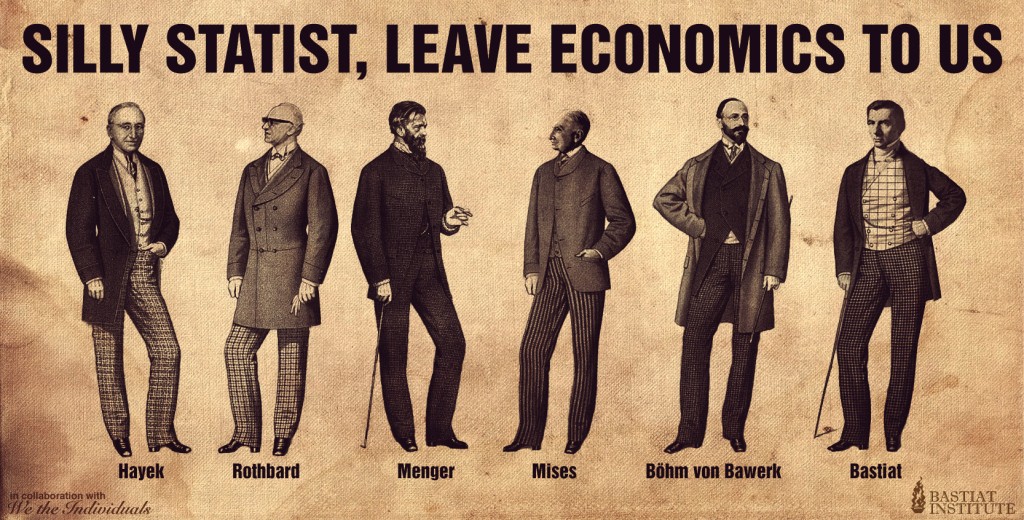 SILLY STATIST, LEAVE ECONOMICS TO US
Hayek Rothbard Menger Mises Böhm von Bawerk Bastiat
in collaboration with
We the Individuals
BASTIAT
INSTITUTE